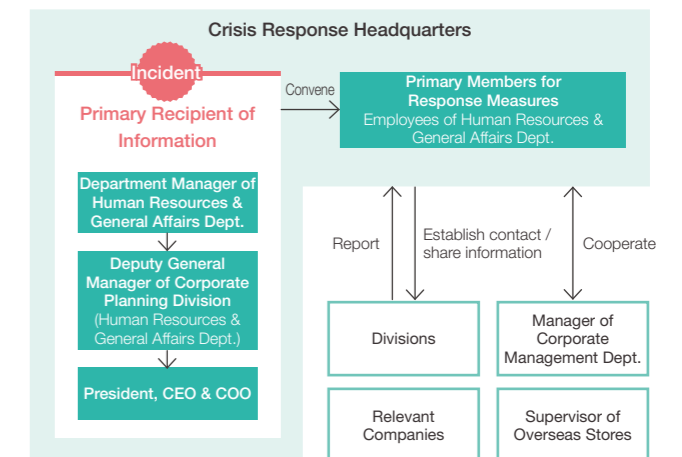 Crisis Response Headquarters
Incident
Primary Recipient of
Information
Department Manager of
Human Resources &
General Affairs Dept.
Deputy General
Manager of Corporate
Planning Division
(Human Resources &
General Affairs Dept.)
President, CEO & COO
Convene
Primary Members for
Response Measures
Employees of Human Resources &
General Affairs Dept.
Report
Establish contact /
share information
Cooperate
Divisions
Manager of
Corporate
Management Dept.
Relevant
Companies
Supervisor of
Overseas Stores